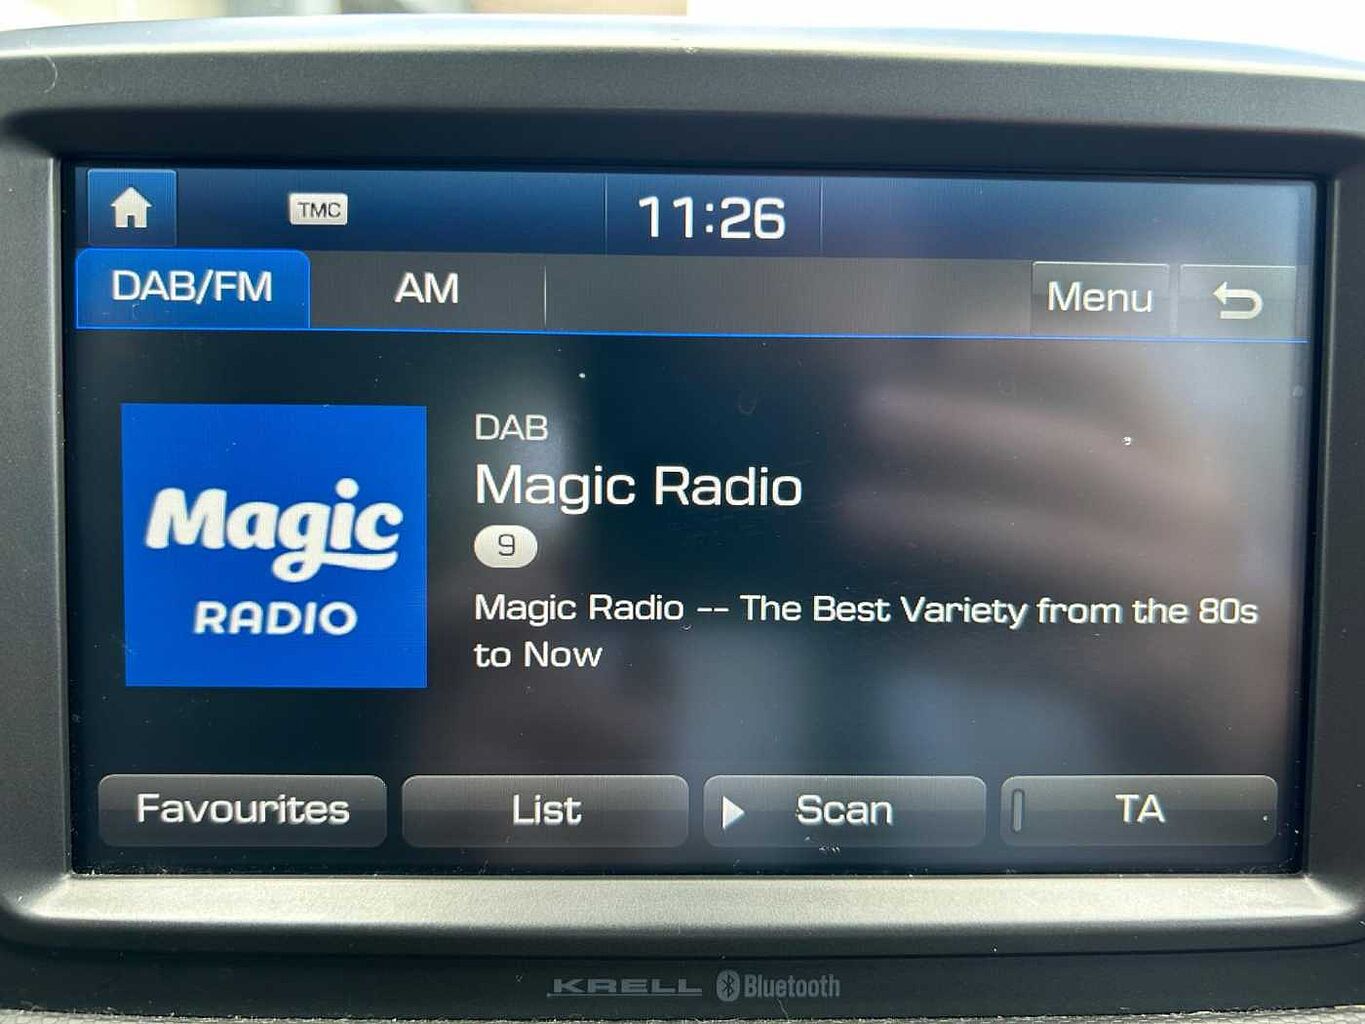 TMC
11:26
DAB/FM
AM
Menu
DAB
Magic Radio
9
Magic Radio -- The Best Variety from the 80s
to Now
Magic
RADIO
Favourites
List
Scan
TA
KRELL
Bluetooth